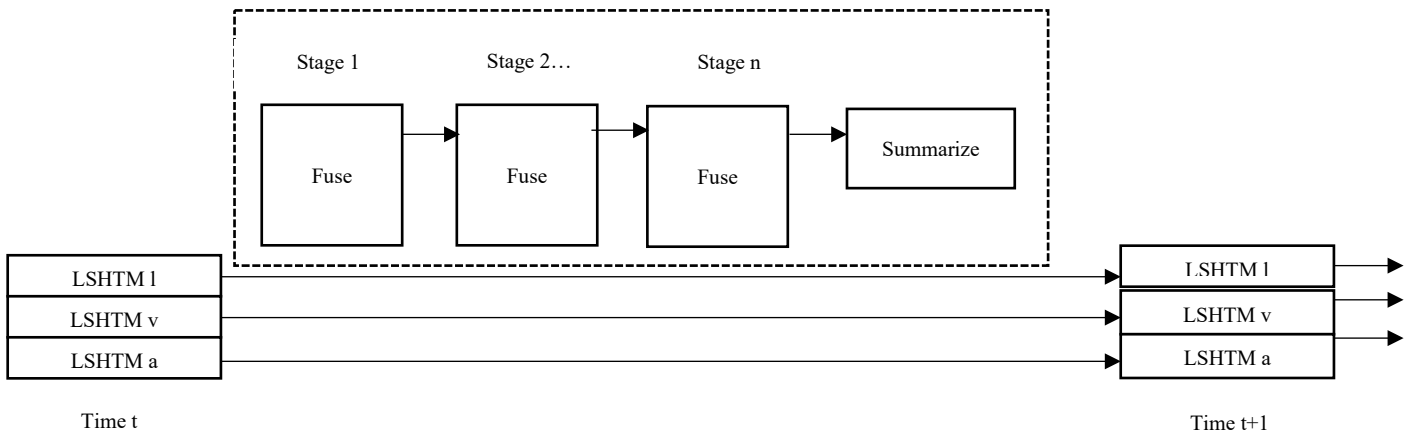 Stage 1
Stage 2…
Stage n
Fuse
Fuse
Fuse
Summarize
LSHTM l
LSHTM v
LSHTM a
LSHTM l
LSHTM v
LSHTM a
Time t
Time t+1